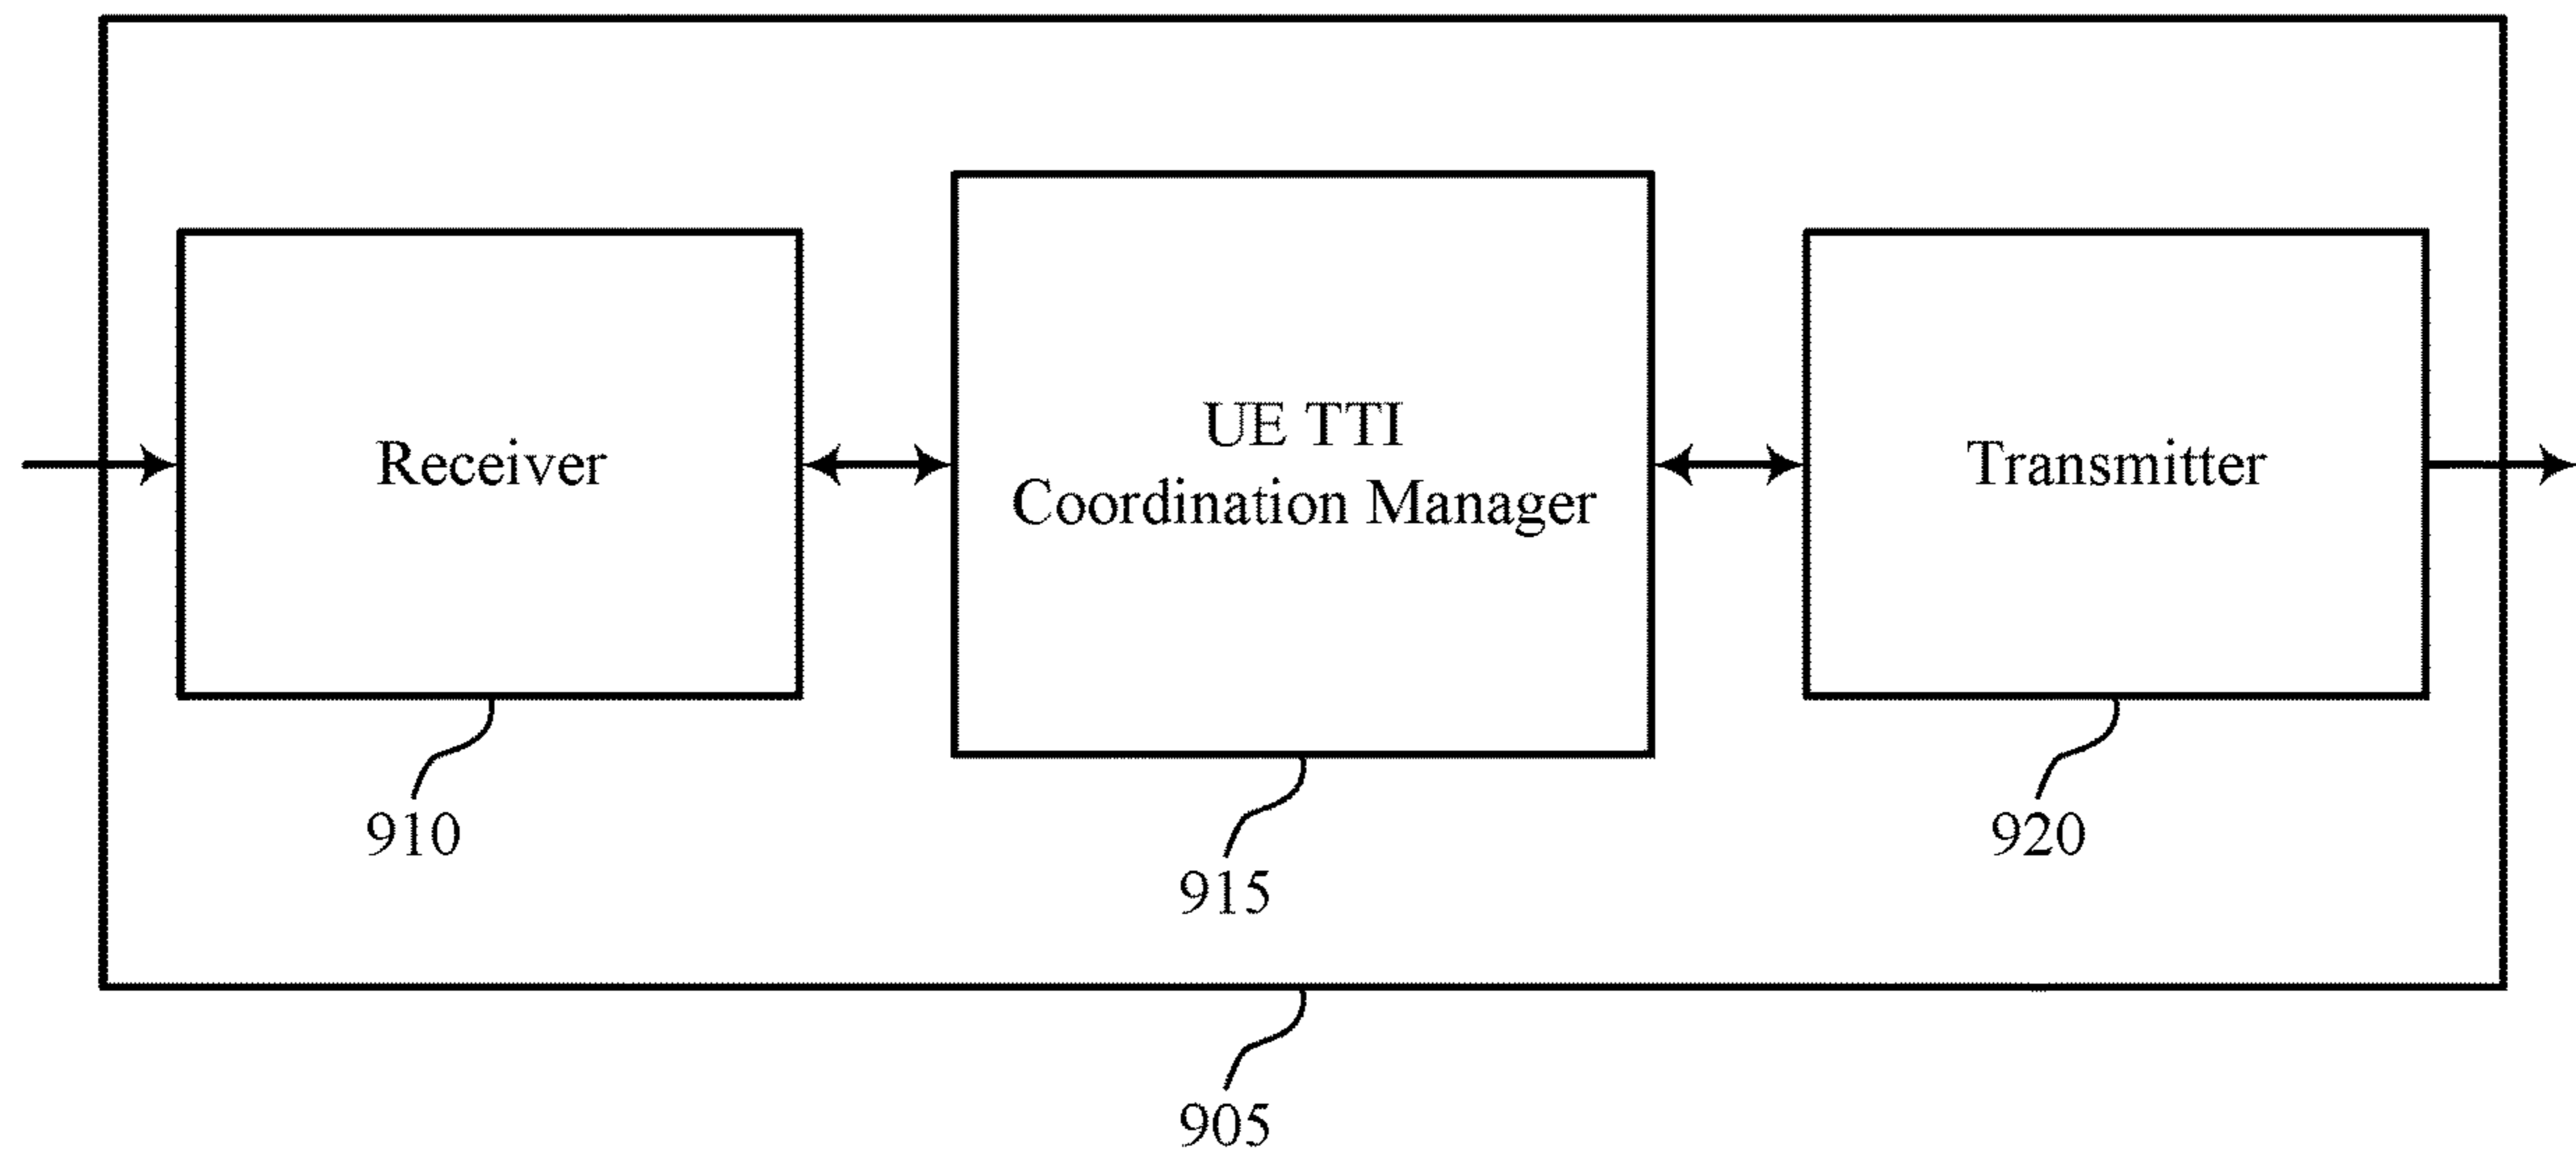 Receiver
UE TTI
Coordination Manager
Transmitter
910
915
920
905